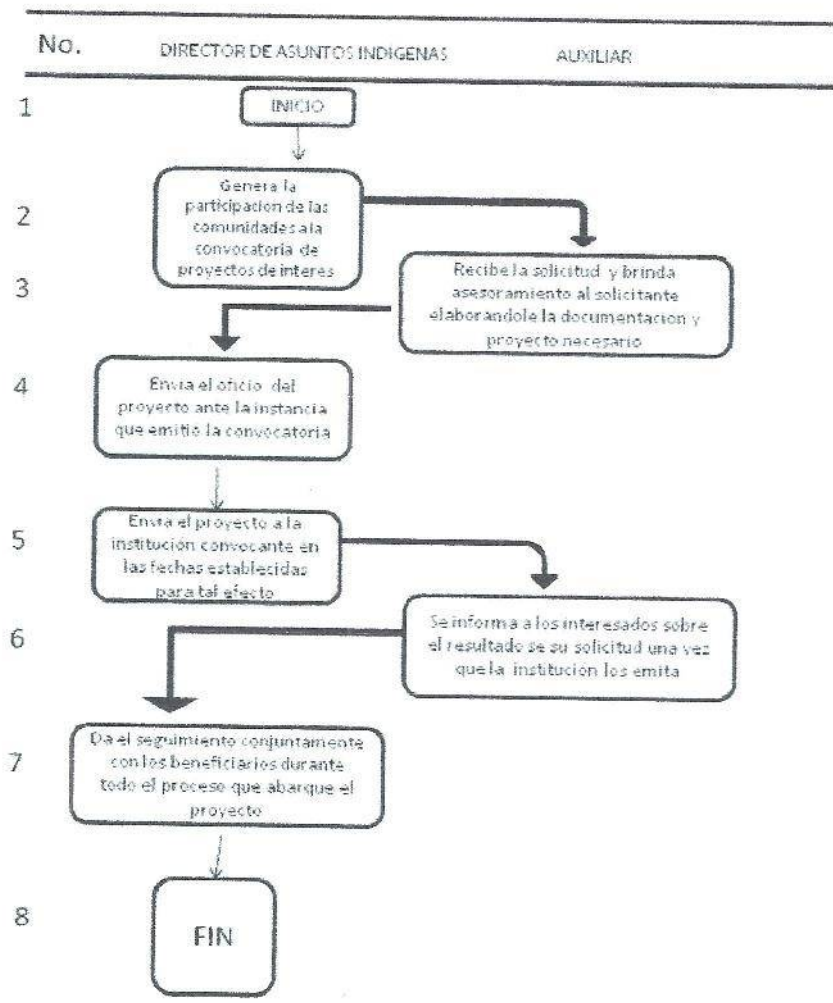 No. DIRECTOR DE ASUNTOS INDIGENAS AUXILIAR
1
INICIO
2
Genera la
participacion de las
comunidades a la
convocatoria de
proyectos de interes
3
Recibe la solicitud y brinda
asesoramiento al solicitante
elaborandole la documentacion y
proyecto necesario
4
Envia el oficio del
proyecto ante la instancia
que emitio la convocatoria
5
Envia el proyecto a la
institución convocante en
las fechas establecidas
para tal efecto
6
Se informa a los interesados sobre
el resultado se su solicitud una vez
que la institución los emita
7
Da el seguimiento conjuntamente
con los beneficiarios durante
todo el proceso que abarque el
proyecto
8
FIN